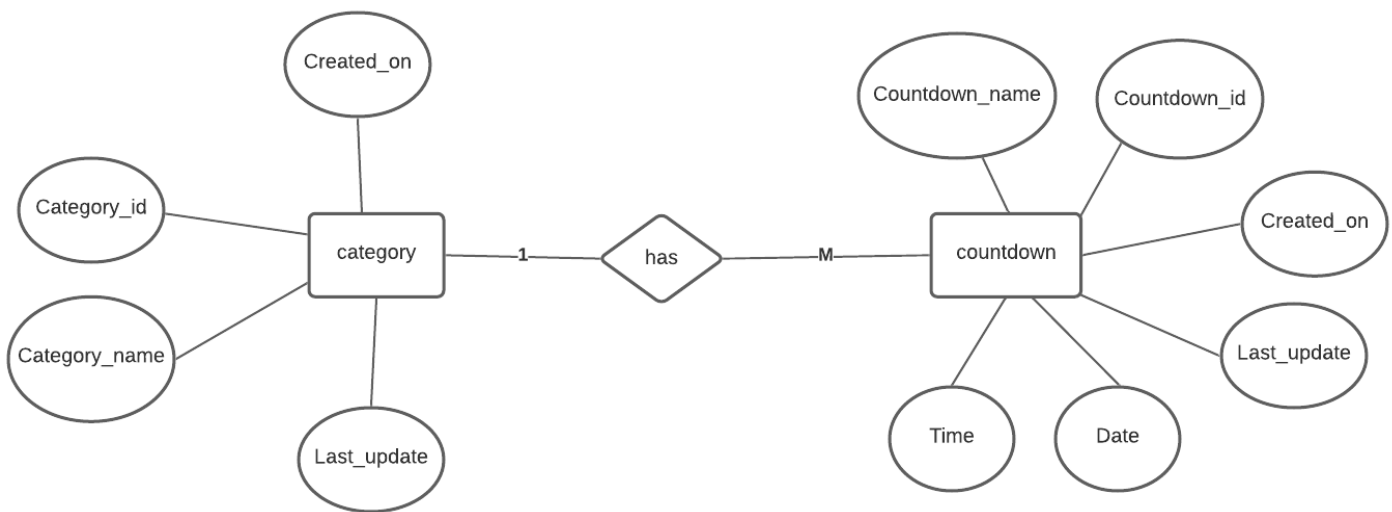 Created_on
Countdown_name
Countdown_id
Category_id
Created_on
category
1
has
M
countdown
Category_name
Last_update
Last_update
Time
Date